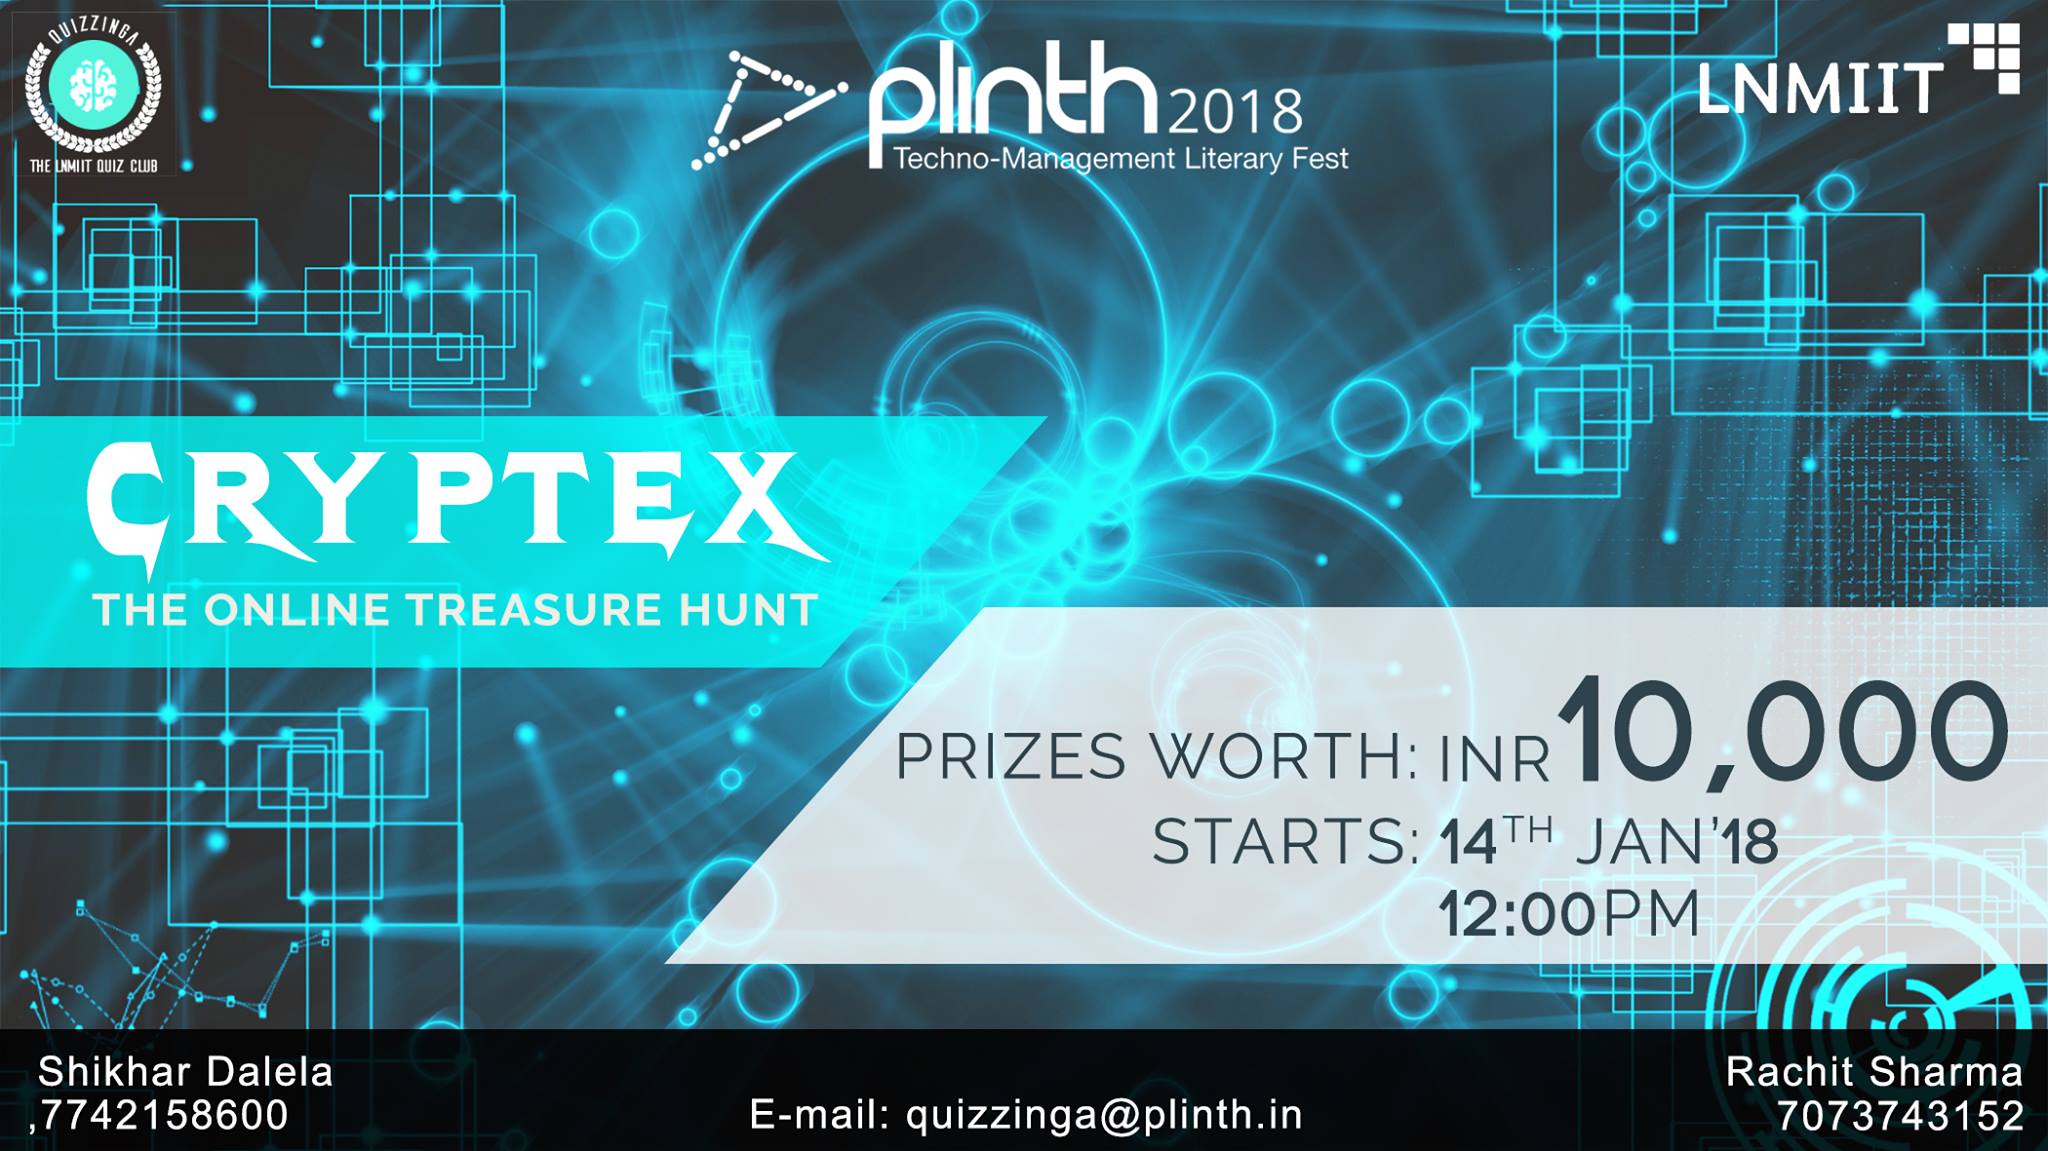 QUIZZINGA
THE LNMIIT QUIZ CLUB
plinth 2018
Techno-Management Literary Fest
LNMIIT
CRYPTEX
THE ONLINE TREASURE HUNT
PRIZES WORTH: INR 10,000
STARTS: 14TH JAN'18
12:00PM
Shikhar Dalela
,7742158600
E-mail: quizzinga@plinth.in
Rachit Sharma
7073743152